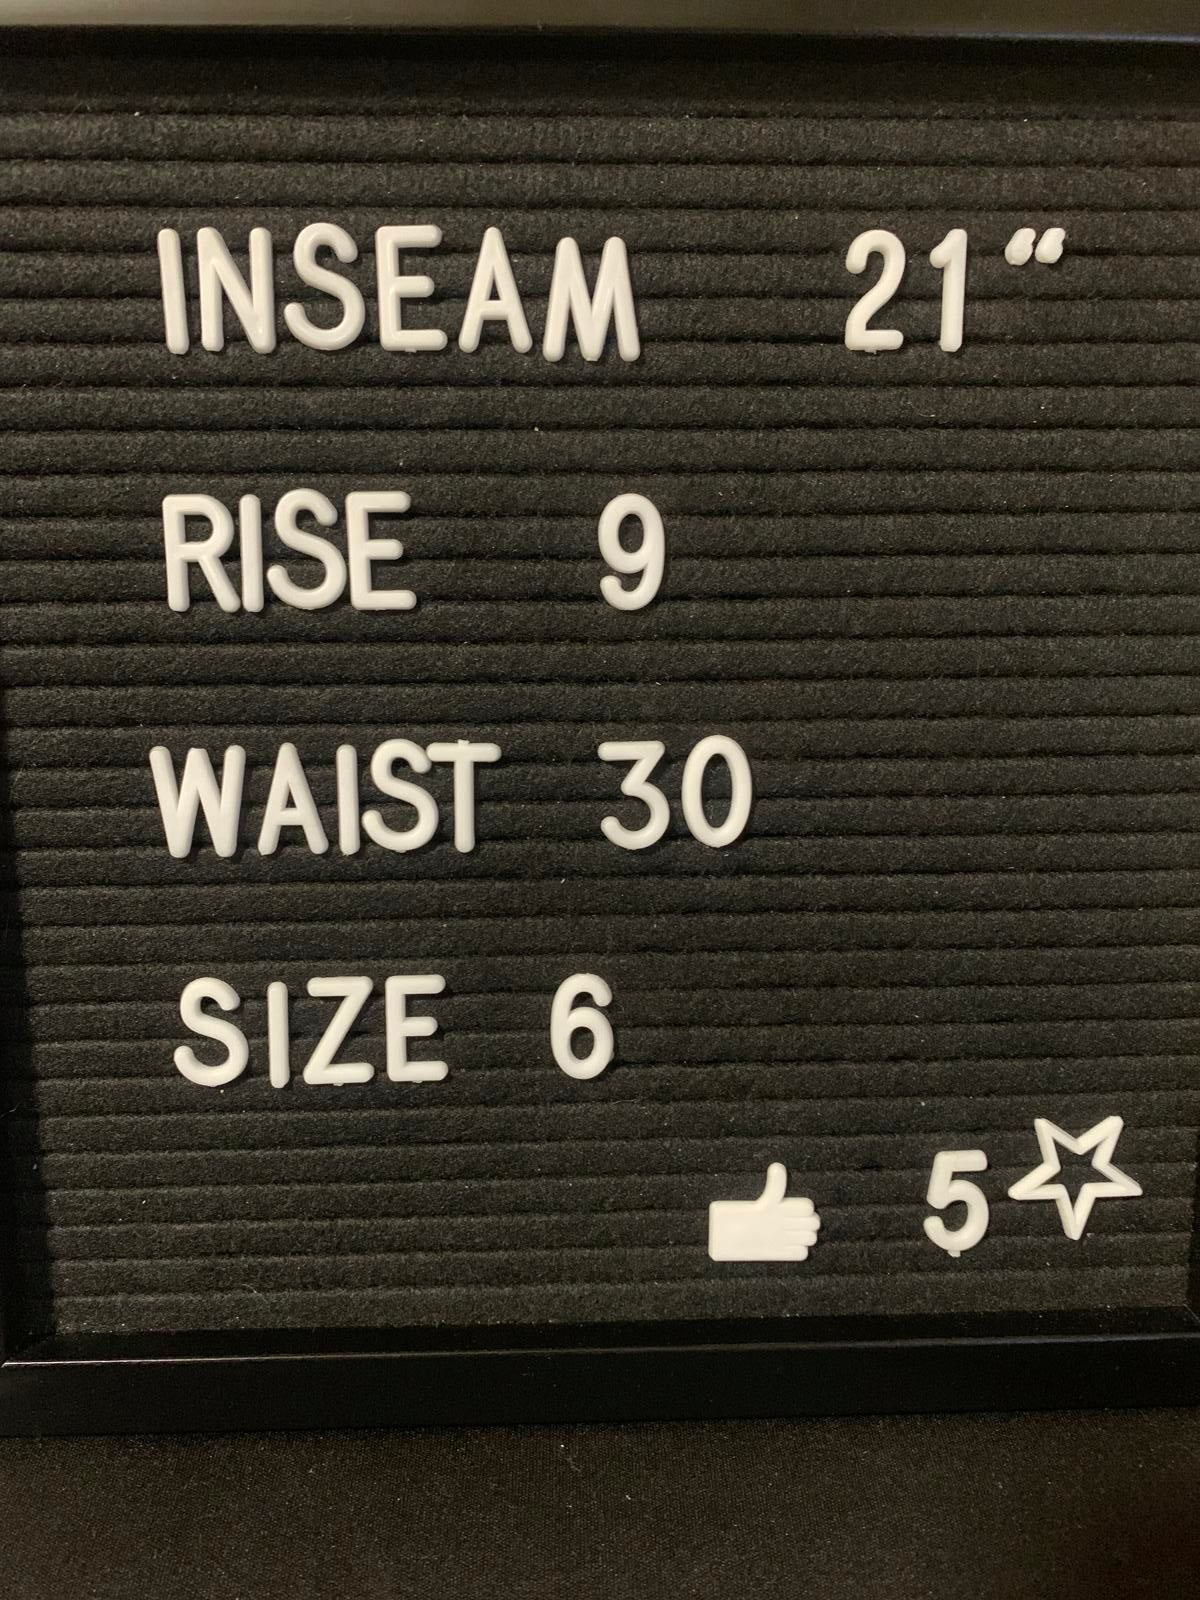 INSEAM 21“
RISE 9
WAIST 30
SIZE 6
5